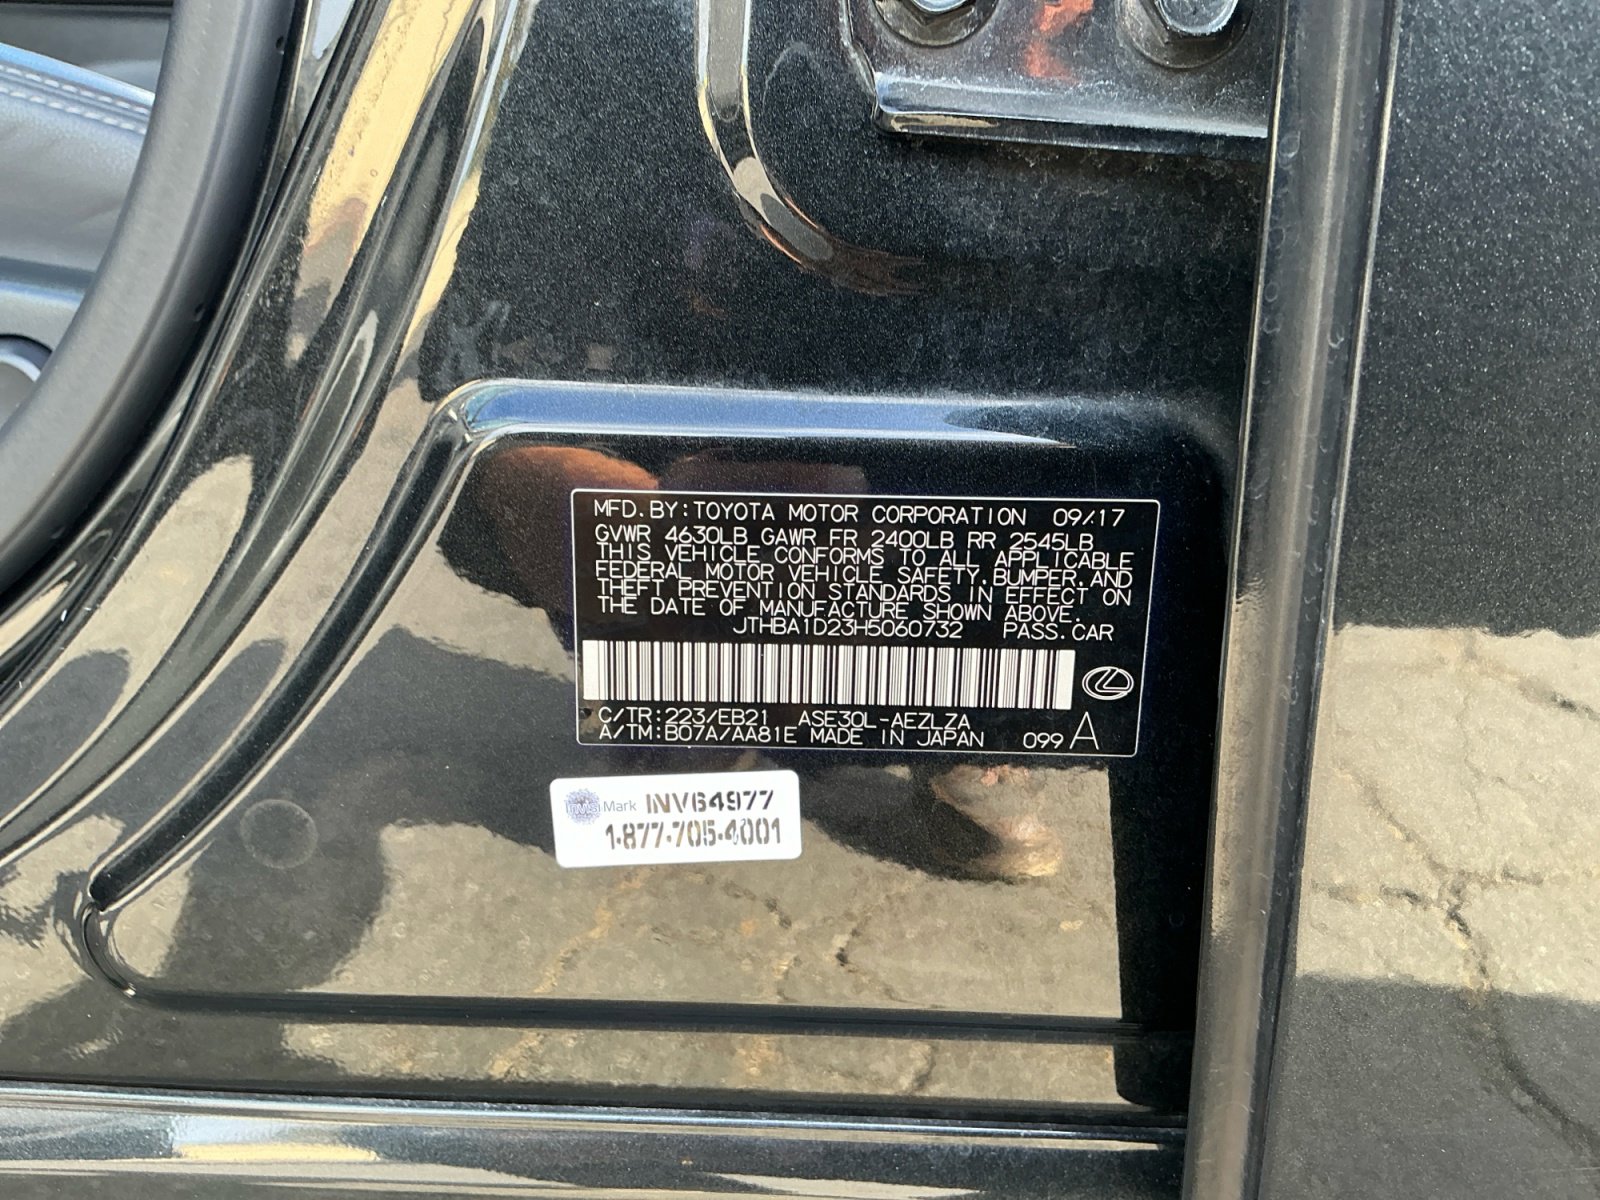 MFD. BY: TOYOTA MOTOR CORPORATION 09/17
GVWR 4630LB GAWR FR 2400LB RR 2545LB
THIS VEHICLE CONFORMS TO ALL APPLICABLE
FEDERAL MOTOR VEHICLE SAFETY, BUMPER, AND
THEFT PREVENTION STANDARDS IN EFFECT ON
THE DATE OF MANUFACTURE SHOWN ABOVE.
JTHBA1D23H5060732 PASS. CAR
C/TR: 223/EB21 ASE30L-AEZLZA
A/TM: B07A/AA81E MADE IN JAPAN 099 A
InVisiMark INV64977
1-877-705-4001